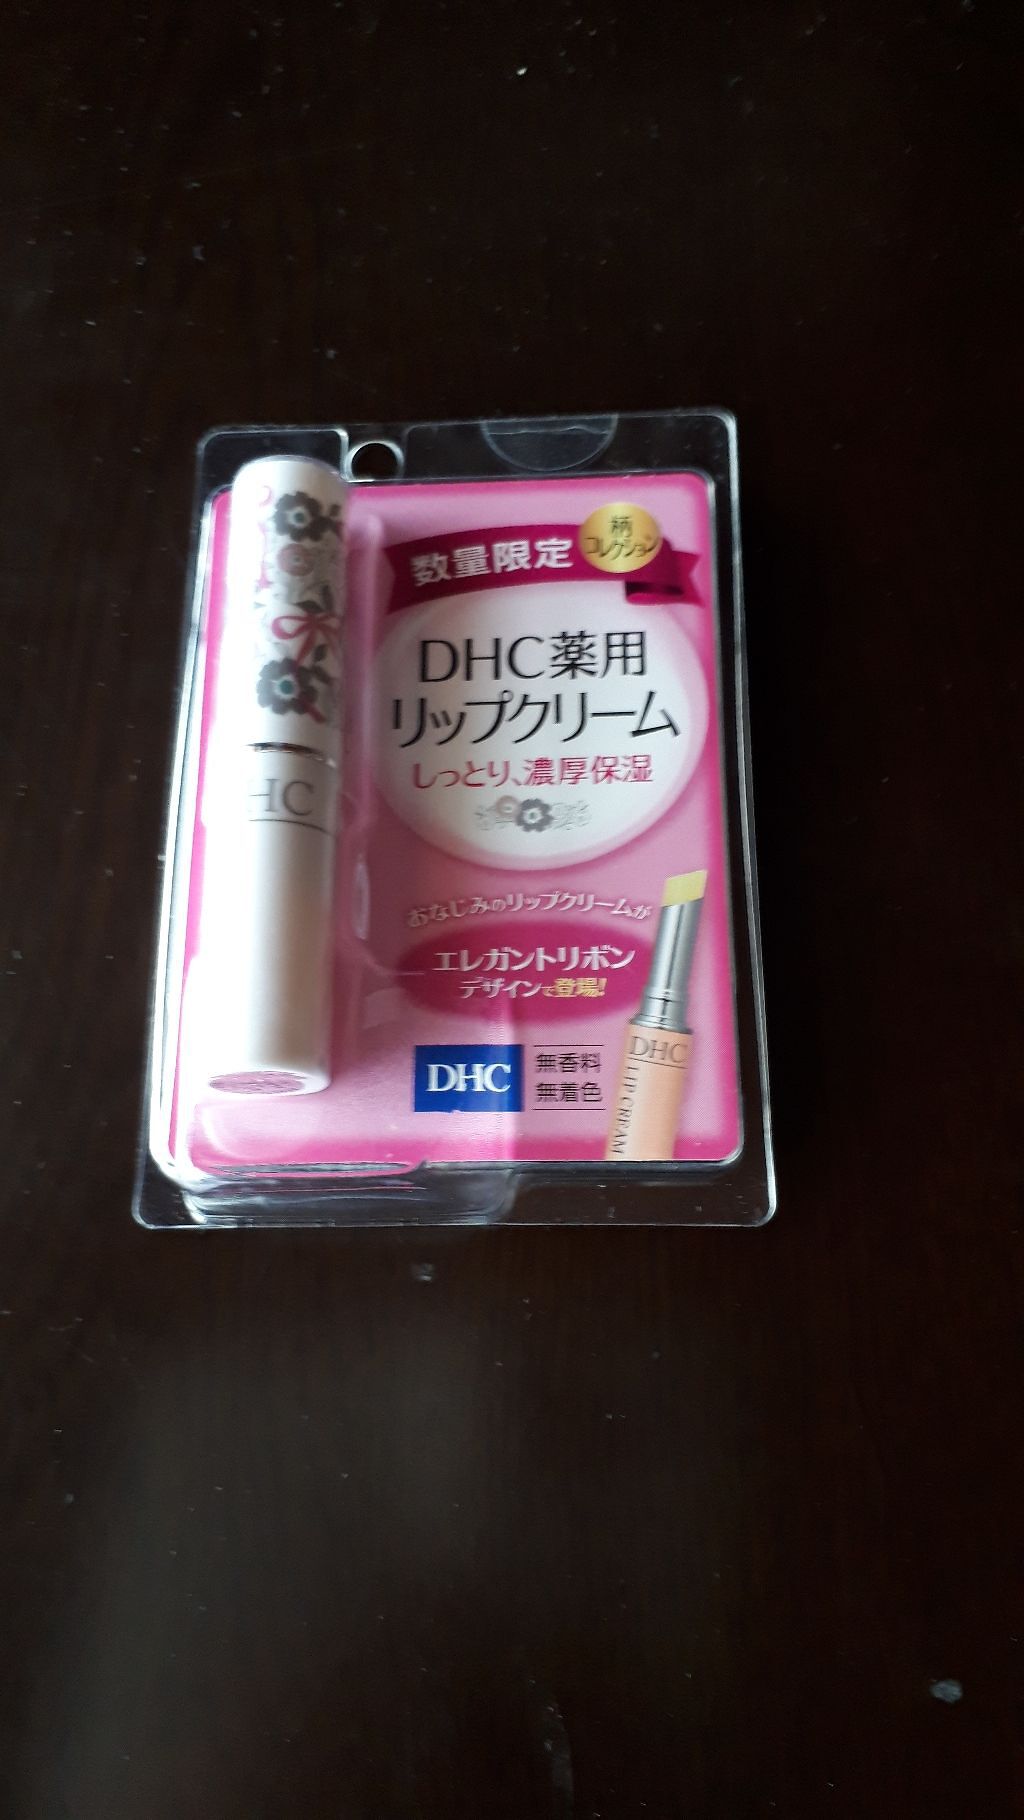 柄
コレクション
数量限定
DHC薬用
リップクリーム
しっとり、濃厚保湿
おなじみのリップクリームが
エレガントリボン
デザインで登場!
DHC
無香料
無着色
DHC
LIP CREAM
HC